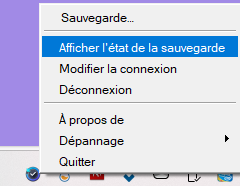 Sauvegarde...
Afficher l'état de la sauvegarde
Modifier la connexion
Déconnexion
À propos de
Dépannage
Quitter